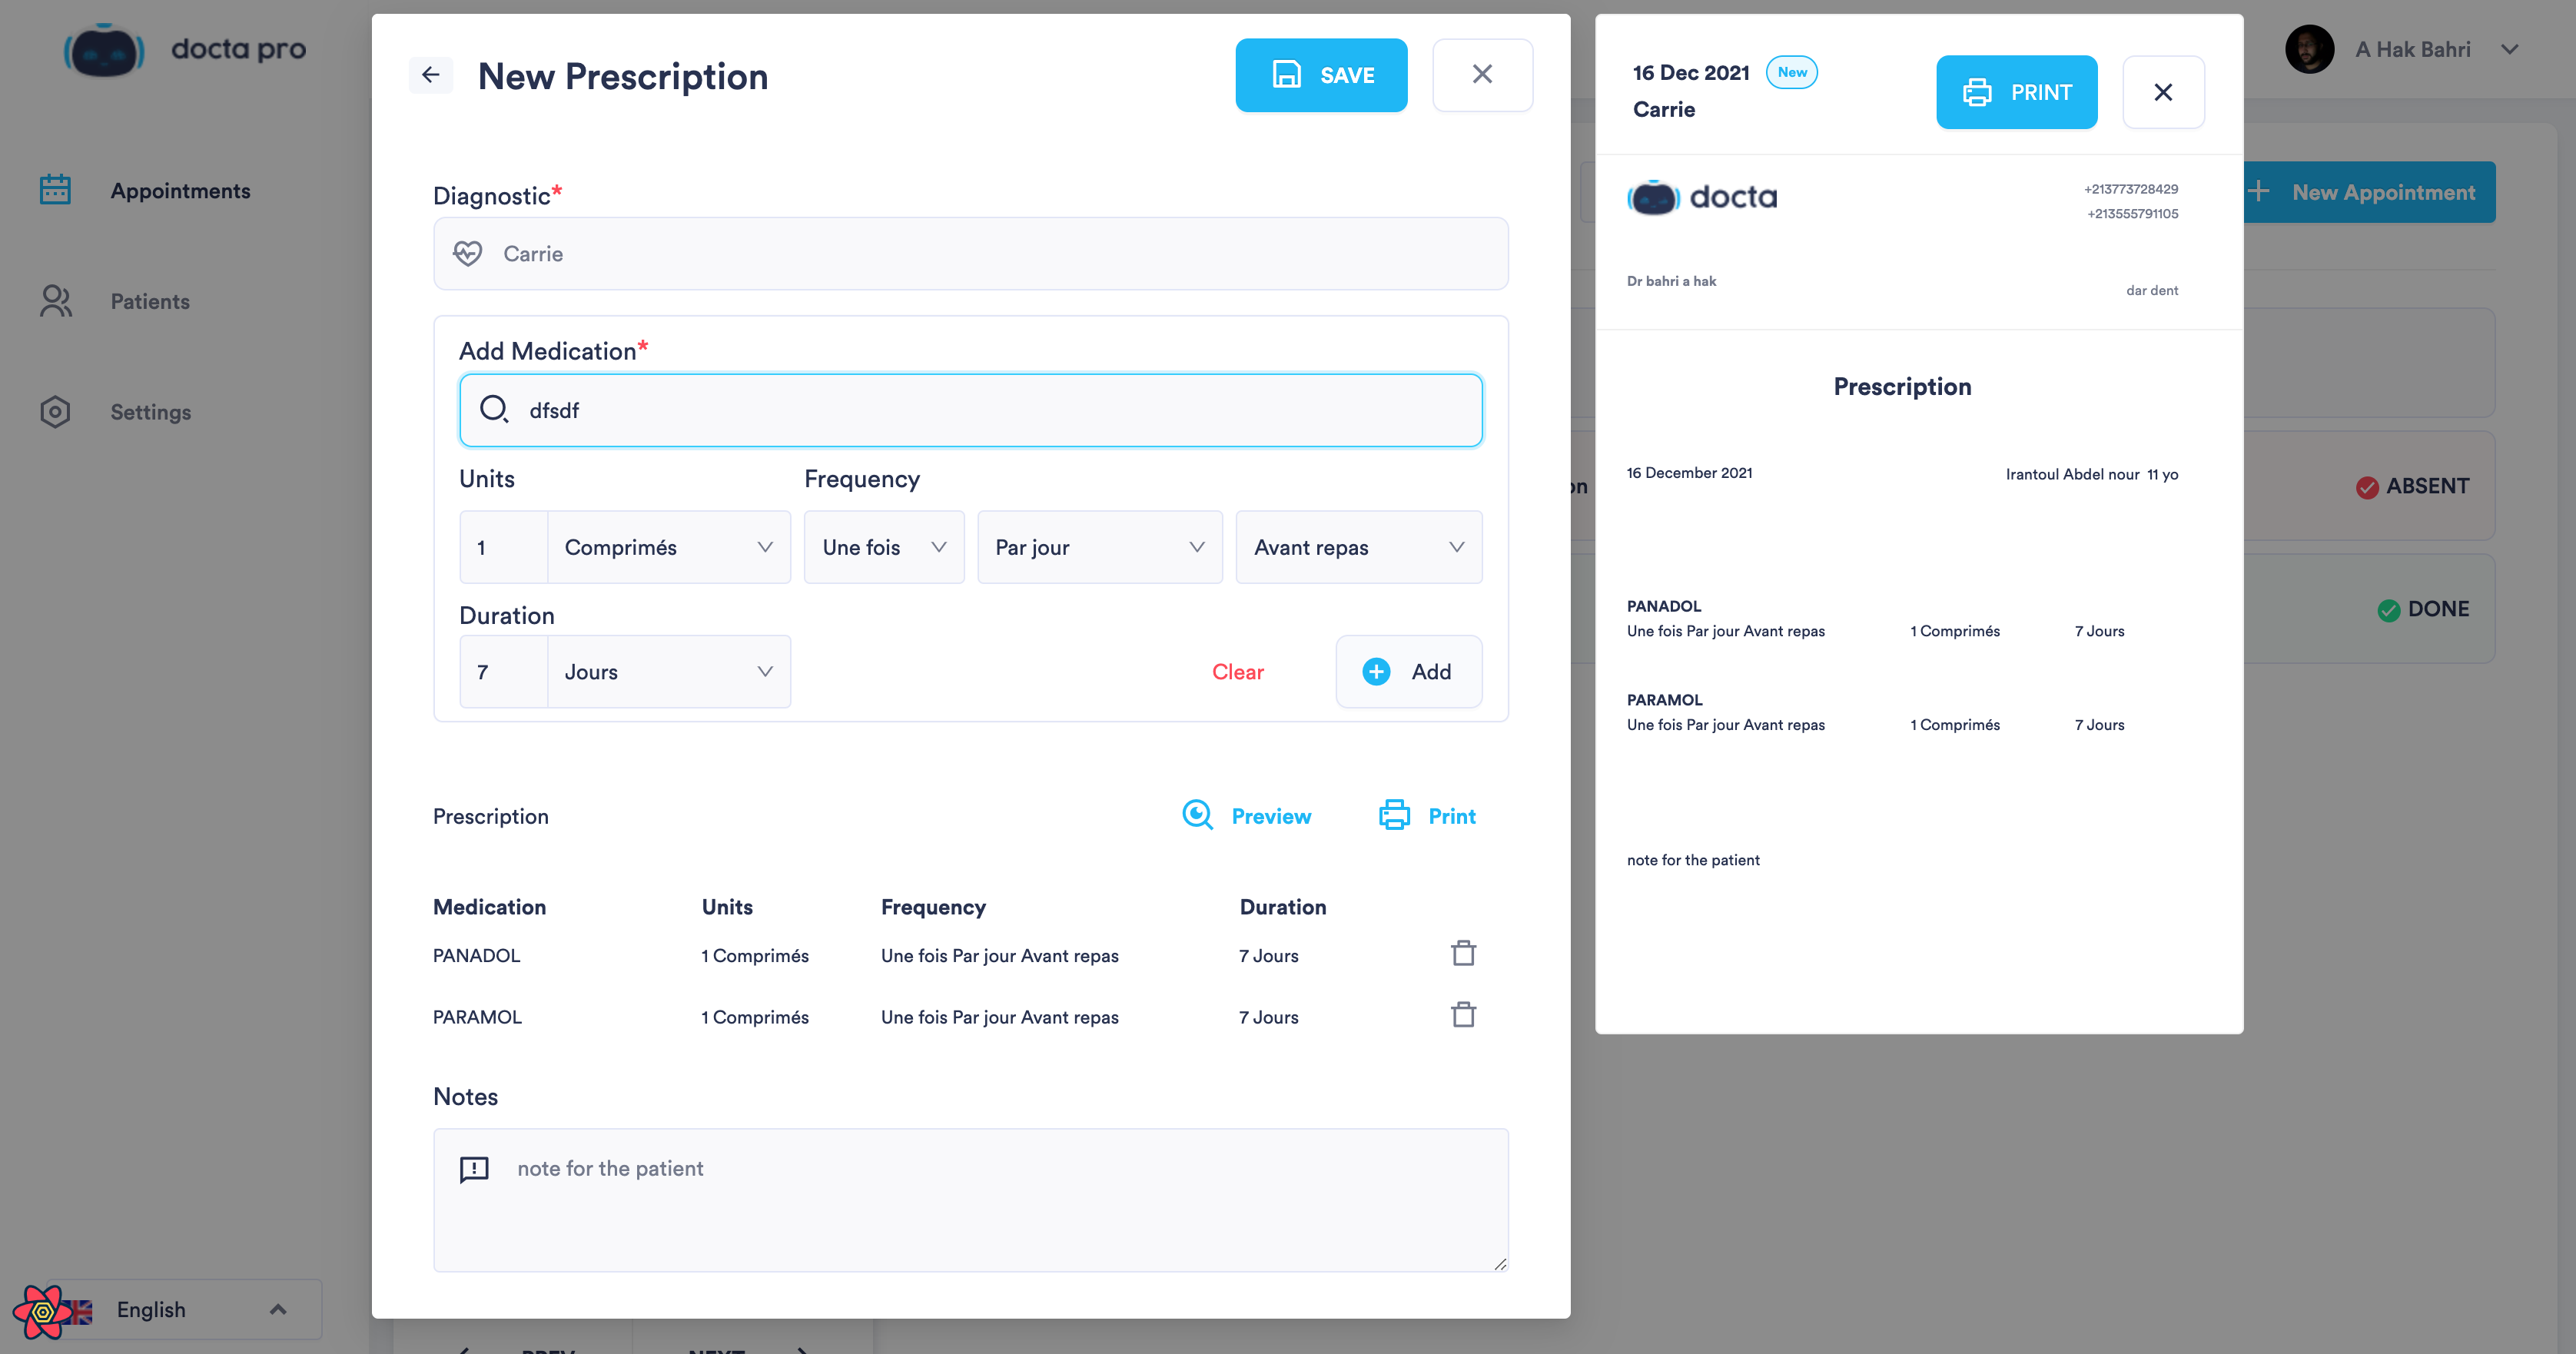 docta pro
Appointments
Patients
Settings
English
New Prescription
SAVE
Diagnostic*
Carrie
Add Medication*
dfsdf
Units
Frequency
1
Comprimés
Une fois
Par jour
Avant repas
Duration
7
Jours
Clear
Add
Prescription
Preview
Print
Medication Units Frequency Duration
PANADOL 1 Comprimés Une fois Par jour Avant repas 7 Jours
PARAMOL 1 Comprimés Une fois Par jour Avant repas 7 Jours
Notes
note for the patient
PREV
NEXT
16 Dec 2021 New
Carrie
PRINT
docta
+213773728429
+213555791105
Dr bahri a hak
dar dent
Prescription
16 December 2021
Irantoul Abdel nour 11 yo
PANADOL
Une fois Par jour Avant repas 1 Comprimés 7 Jours
PARAMOL
Une fois Par jour Avant repas 1 Comprimés 7 Jours
note for the patient
A Hak Bahri
New Appointment
ABSENT
DONE